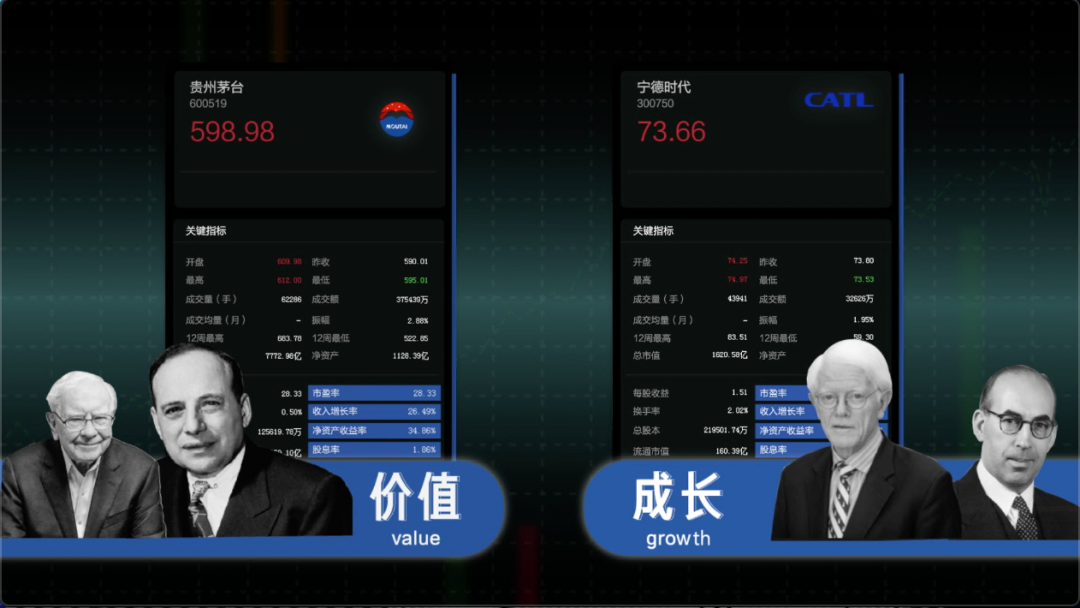 贵州茅台
600519
598.98
MOUTAI
关键指标
开盘 609.98 昨收 590.01
最高 612.00 最低 595.01
成交量（手） 62286 成交额 375439万
成交均量（月） – 振幅 2.88%
12周最高 683.78 12周最低 522.85
7772.90亿 净资产 1128.39亿
28.33 市盈率 28.33
0.50% 收入增长率 26.49%
125619.78万 净资产收益率 34.86%
股息率 1.86%
价值
value
宁德时代
300750
73.66
CATL
关键指标
开盘 74.25 昨收 73.60
最高 74.97 最低 73.53
成交量（手） 43941 成交额 32626万
成交均量（月） – 振幅 1.95%
12周最高 83.51 12周最低
总市值 1620.50亿 净资产
每股收益 1.51 市盈率
换手率 2.02% 收入增长率
总股本 219501.74万 净资产收益率
流通市值 160.39亿 股息率
成长
growth